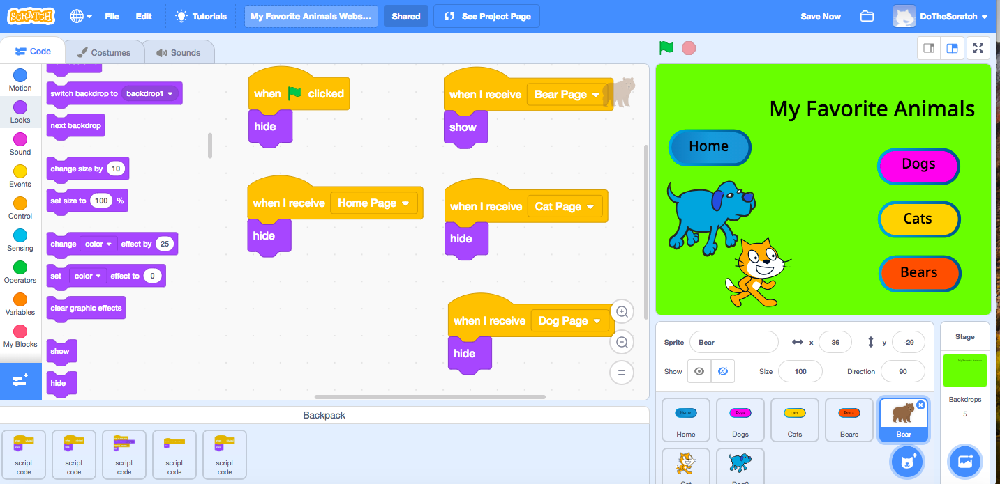 SCRATCH File Edit Tutorials My Favorite Animals Webs... Shared See Project Page Save Now DoTheScratch
Code Costumes Sounds
Motion
Looks
Sound
Events
Control
Sensing
Operators
Variables
My Blocks
switch backdrop to backdrop1
next backdrop
change size by 10
set size to 100 %
change color effect by 25
set color effect to 0
clear graphic effects
show
hide
when clicked
hide
when I receive Home Page
hide
when I receive Bear Page
show
when I receive Cat Page
hide
when I receive Dog Page
hide
My Favorite Animals
Home
Dogs
Cats
Bears
Sprite Bear x 36 y -29
Show Size 100 Direction 90
Home Dogs Cats Bears
Home Dogs Cats Bears Bear
Stage
My Favorite Animals
Backdrops
5
Backpack
script script script script script
code code code code code